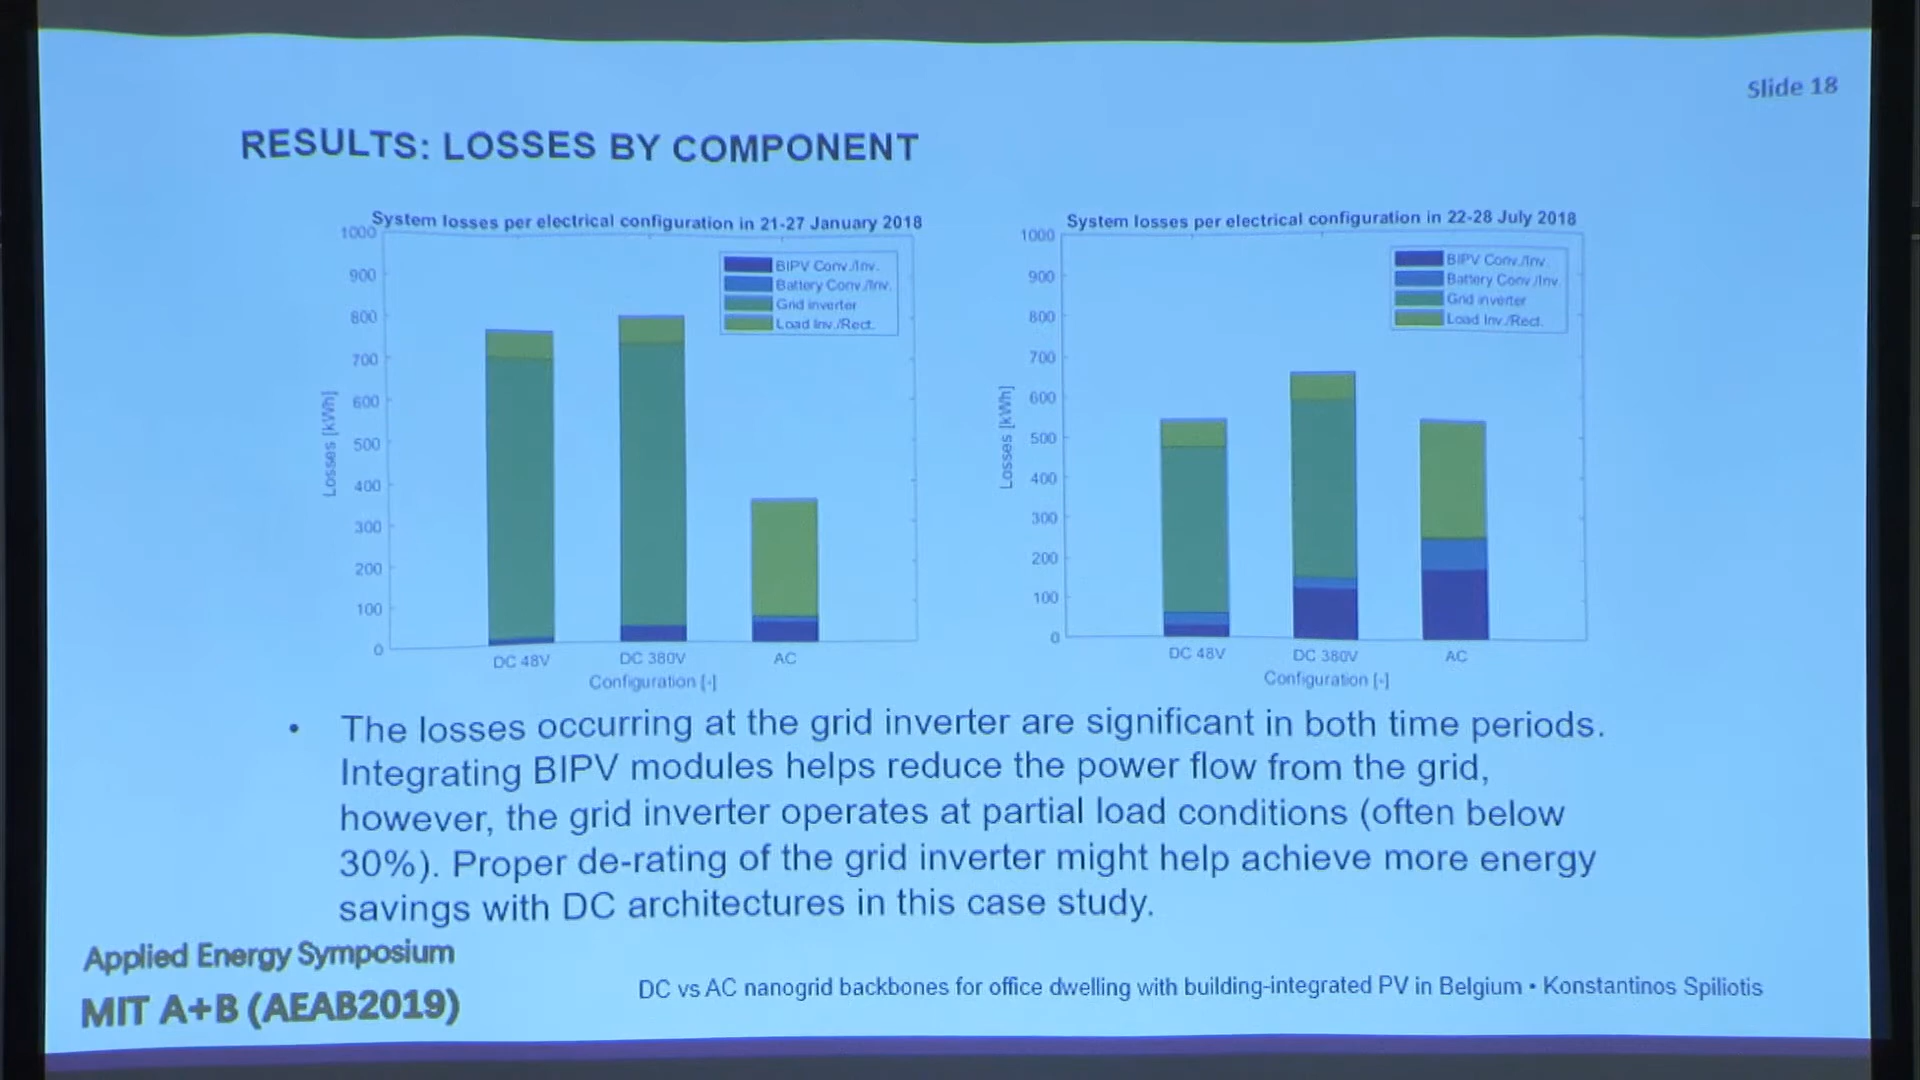 Slide 18
RESULTS: LOSSES BY COMPONENT
System losses per electrical configuration in 21-27 January 2018
1000
900
800
700
600
500
400
300
200
100
0
Losses [kWh]
BIPV Conv./Inv.
Battery Conv./Inv.
Grid inverter
Load Inv./Rect.
DC 48V
DC 380V
AC
Configuration [-]
System losses per electrical configuration in 22-28 July 2018
1000
900
800
700
600
500
400
300
200
100
0
Losses [kWh]
BIPV Conv./Inv.
Battery Conv./Inv.
Grid inverter
Load Inv./Rect.
DC 48V
DC 380V
AC
Configuration [-]
• The losses occurring at the grid inverter are significant in both time periods.
Integrating BIPV modules helps reduce the power flow from the grid,
however, the grid inverter operates at partial load conditions (often below
30%). Proper de-rating of the grid inverter might help achieve more energy
savings with DC architectures in this case study.
Applied Energy Symposium
MIT A+B (AEAB2019)
DC vs AC nanogrid backbones for office dwelling with building-integrated PV in Belgium • Konstantinos Spiliotis